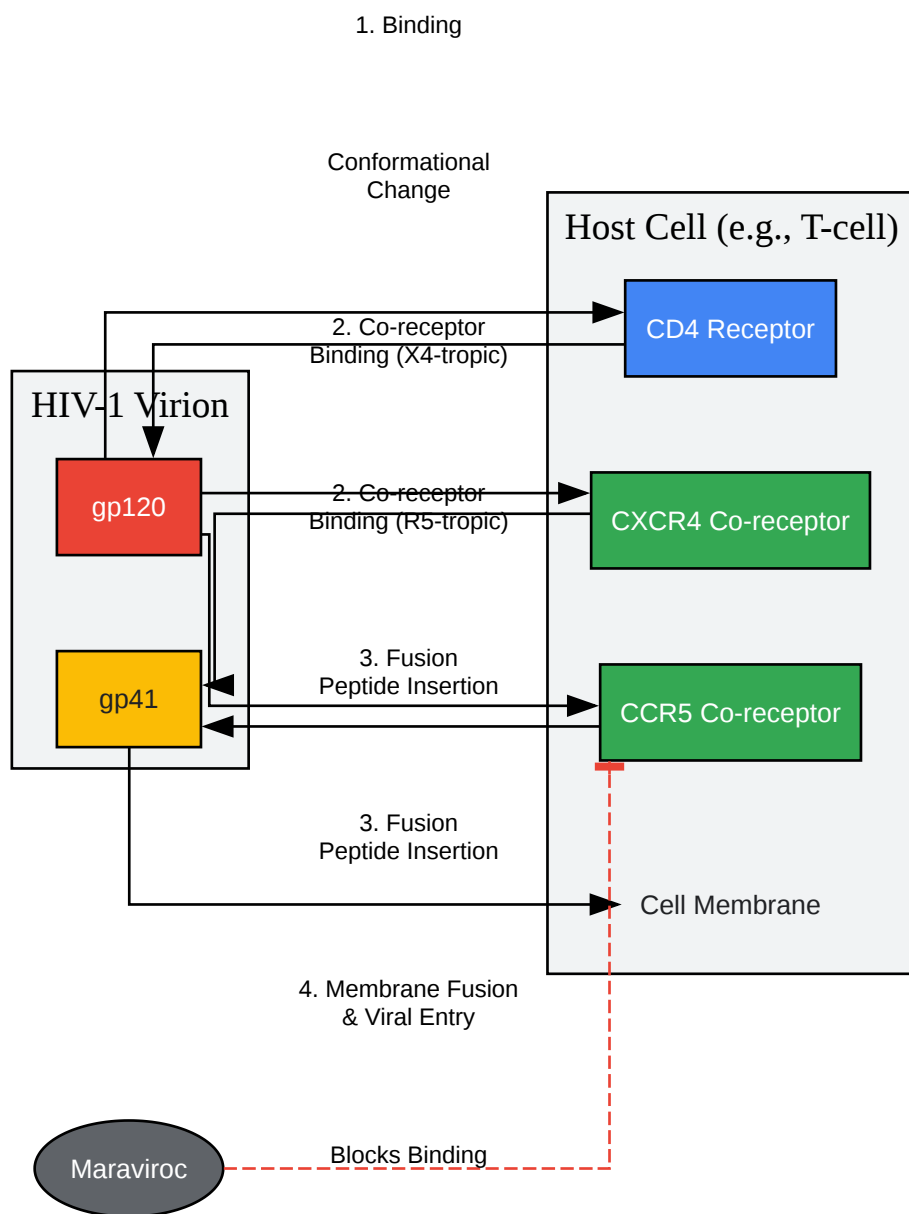 1. Binding
Conformational
Change
Host Cell (e.g., T-cell)
2. Co-receptor
Binding (X4-tropic)
CD4 Receptor
HIV-1 Virion
gp120
2. Co-receptor
Binding (R5-tropic)
CXCR4 Co-receptor
gp41
3. Fusion
Peptide Insertion
CCR5 Co-receptor
3. Fusion
Peptide Insertion
Cell Membrane
4. Membrane Fusion
& Viral Entry
Maraviroc
Blocks Binding